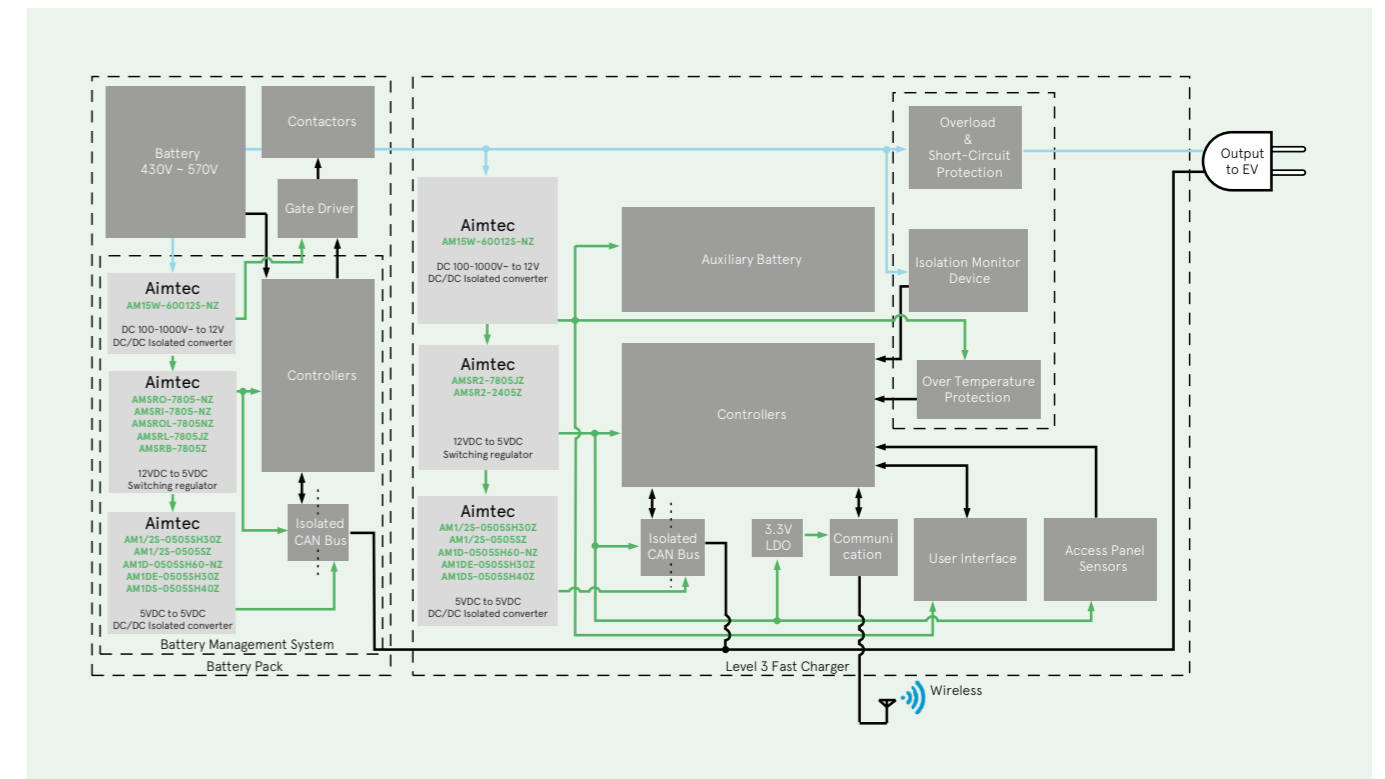 Battery
430V ~ 570V
Contactors
Gate Driver
Aimtec
AM15W-60012S-NZ
DC 100-1000V- to 12V
DC/DC Isolated converter
Aimtec
AMSRO-7805-NZ
AMSRI-7805-NZ
AMSROL-7805NZ
AMSRL-7805JZ
AMSRB-7805Z
12VDC to 5VDC
Switching regulator
Aimtec
AM1/2S-0505SH30Z
AM1/2S-0505SZ
AM1D-0505SH60-NZ
AM1DE-0505SH30Z
AM1DS-0505SH40Z
5VDC to 5VDC
DC/DC Isolated converter
Controllers
Isolated
CAN Bus
Battery Management System
Battery Pack
Aimtec
AM15W-60012S-NZ
DC 100-1000V- to 12V
DC/DC Isolated converter
Aimtec
AMSR2-7805JZ
AMSR2-2405Z
12VDC to 5VDC
Switching regulator
Aimtec
AM1/2S-0505SH30Z
AM1/2S-0505SZ
AM1D-0505SH60-NZ
AM1DE-0505SH30Z
AM1DS-0505SH40Z
5VDC to 5VDC
DC/DC Isolated converter
Auxiliary Battery
Controllers
Isolated
CAN Bus
3.3V
LDO
Communi
cation
User Interface
Access Panel
Sensors
Overload
&
Short-Circuit
Protection
Isolation Monitor
Device
Over Temperature
Protection
Level 3 Fast Charger
Output
to EV
Wireless